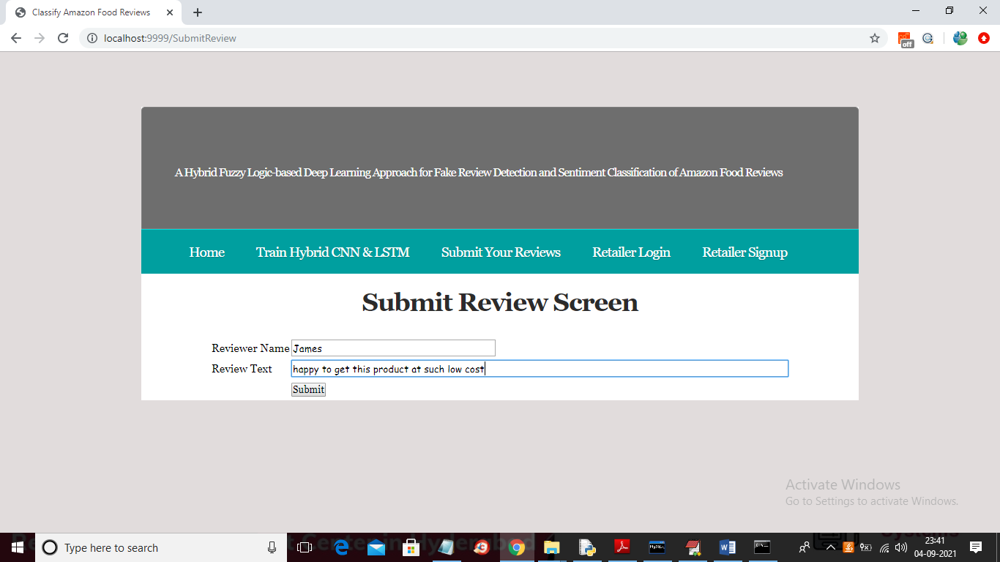 Classify Amazon Food Reviews
localhost:9999/SubmitReview
off
A Hybrid Fuzzy Logic-based Deep Learning Approach for Fake Review Detection and Sentiment Classification of Amazon Food Reviews
Home Train Hybrid CNN & LSTM Submit Your Reviews Retailer Login Retailer Signup
Submit Review Screen
Reviewer Name James
Review Text happy to get this product at such low cost
Submit
Activate Windows
Go to Settings to activate Windows.
Type here to search
23:41
04-09-2021